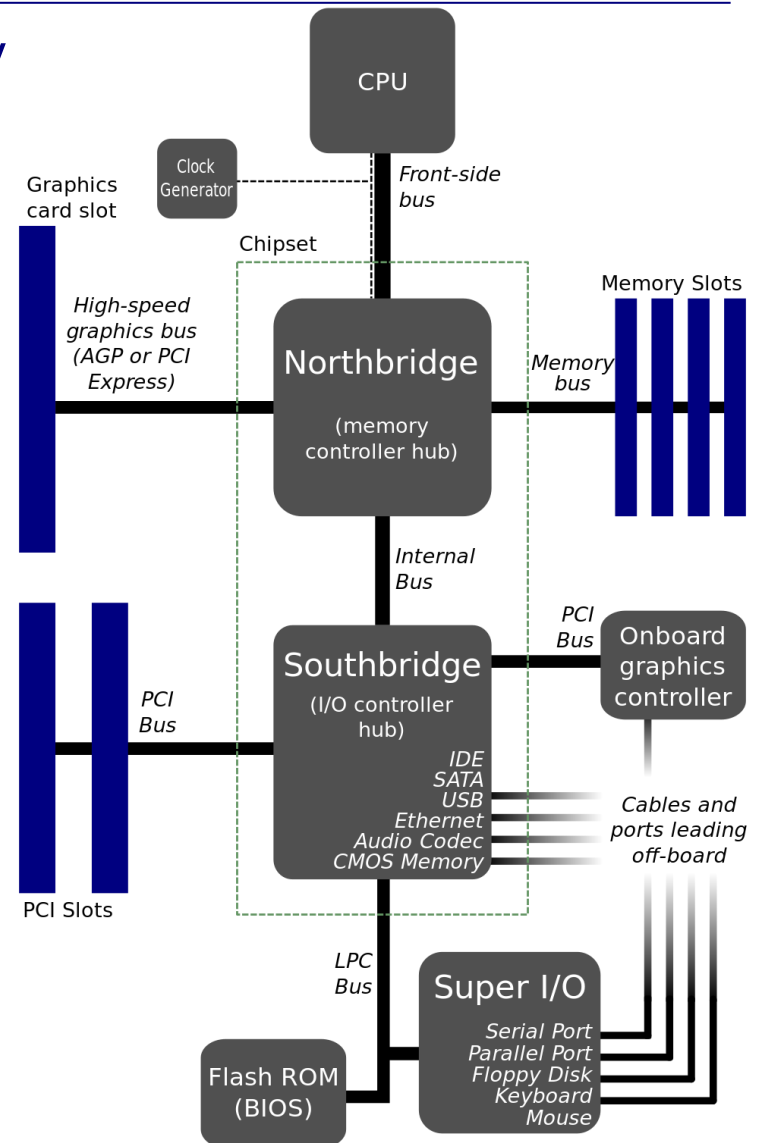 CPU
Clock
Generator
Front-side
bus
Graphics
card slot
Chipset
High-speed
graphics bus
(AGP or PCI
Express)
Northbridge
(memory
controller hub)
Memory Slots
Memory
bus
Internal
Bus
Southbridge
(I/O controller
hub)
IDE
SATA
USB
Ethernet
Audio Codec
CMOS Memory
PCI
Bus
Onboard
graphics
controller
PCI
Bus
PCI Slots
Cables and
ports leading
off-board
LPC
Bus
Super I/O
Serial Port
Parallel Port
Floppy Disk
Keyboard
Mouse
Flash ROM
(BIOS)